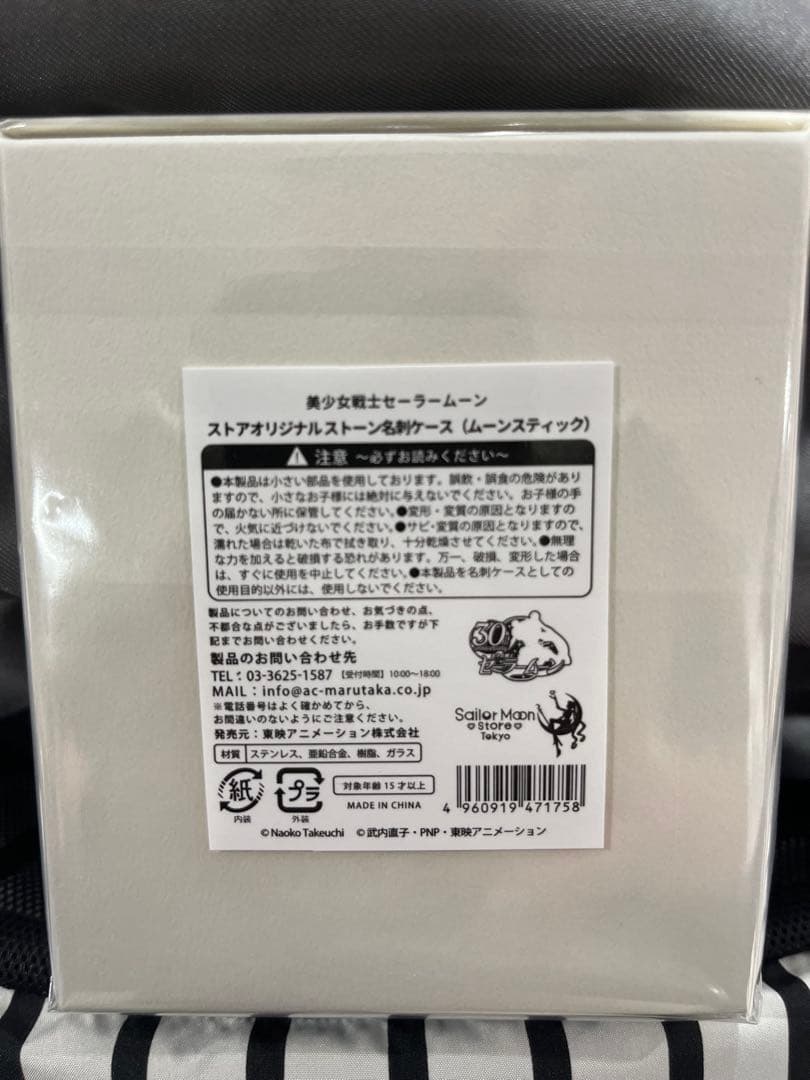 美少女戦士セーラームーン
ストアオリジナルストーン名刺ケース（ムーンスティック）
注意 ～必ずお読みください～
●本製品は小さい部品を使用しております。誤飲・誤食の危険があり
ますので、小さなお子様には絶対に与えないでください。お子様の手
の届かない所に保管してください。●変形・変質の原因となりますの
で、火気に近づけないでください。●サビ・変質の原因となりますので、
濡れた場合は乾いた布で拭き取り、十分乾燥させてください。●無理
な力を加えると破損する恐れがあります。万一、破損、変形した場合
は、すぐに使用を中止してください。●本製品を名刺ケースとしての
使用目的以外には、使用しないでください。
製品についてのお問い合わせ、お気づきの点、
不都合な点がございましたら、お手数ですが下
記までお問い合わせください。
製品のお問い合わせ先
TEL：03-3625-1587 【受付時間】10:00～18:00
MAIL：info@ac-marutaka.co.jp
※電話番号はよく確かめてから、
お間違いのないようにご注意ください。
発売元：東映アニメーション株式会社
材質 ステンレス、亜鉛合金、樹脂、ガラス
紙
内装
プラ
外装
対象年齢15才以上
MADE IN CHINA
30
Sailor Moon
Store
Tokyo
4 960919 471758
©Naoko Takeuchi ©武内直子・PNP・東映アニメーション